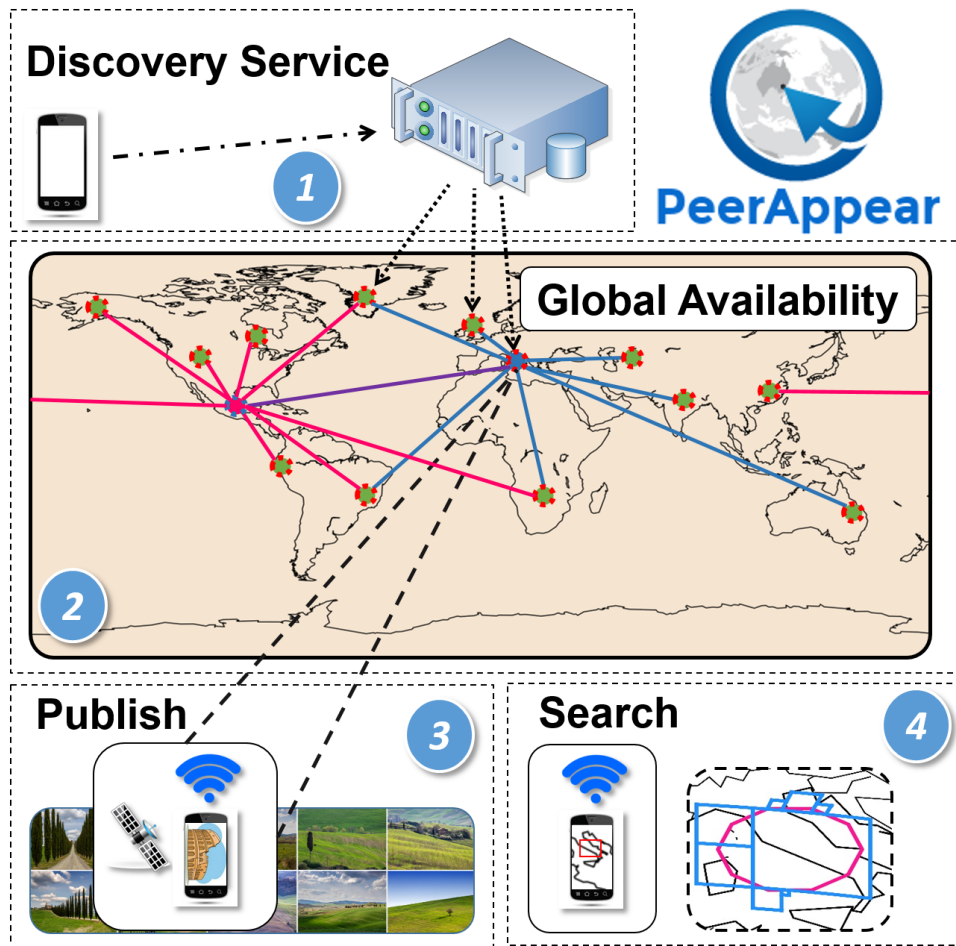 Discovery Service
1
PeerAppear
Global Availability
2
Publish
3
Search
4